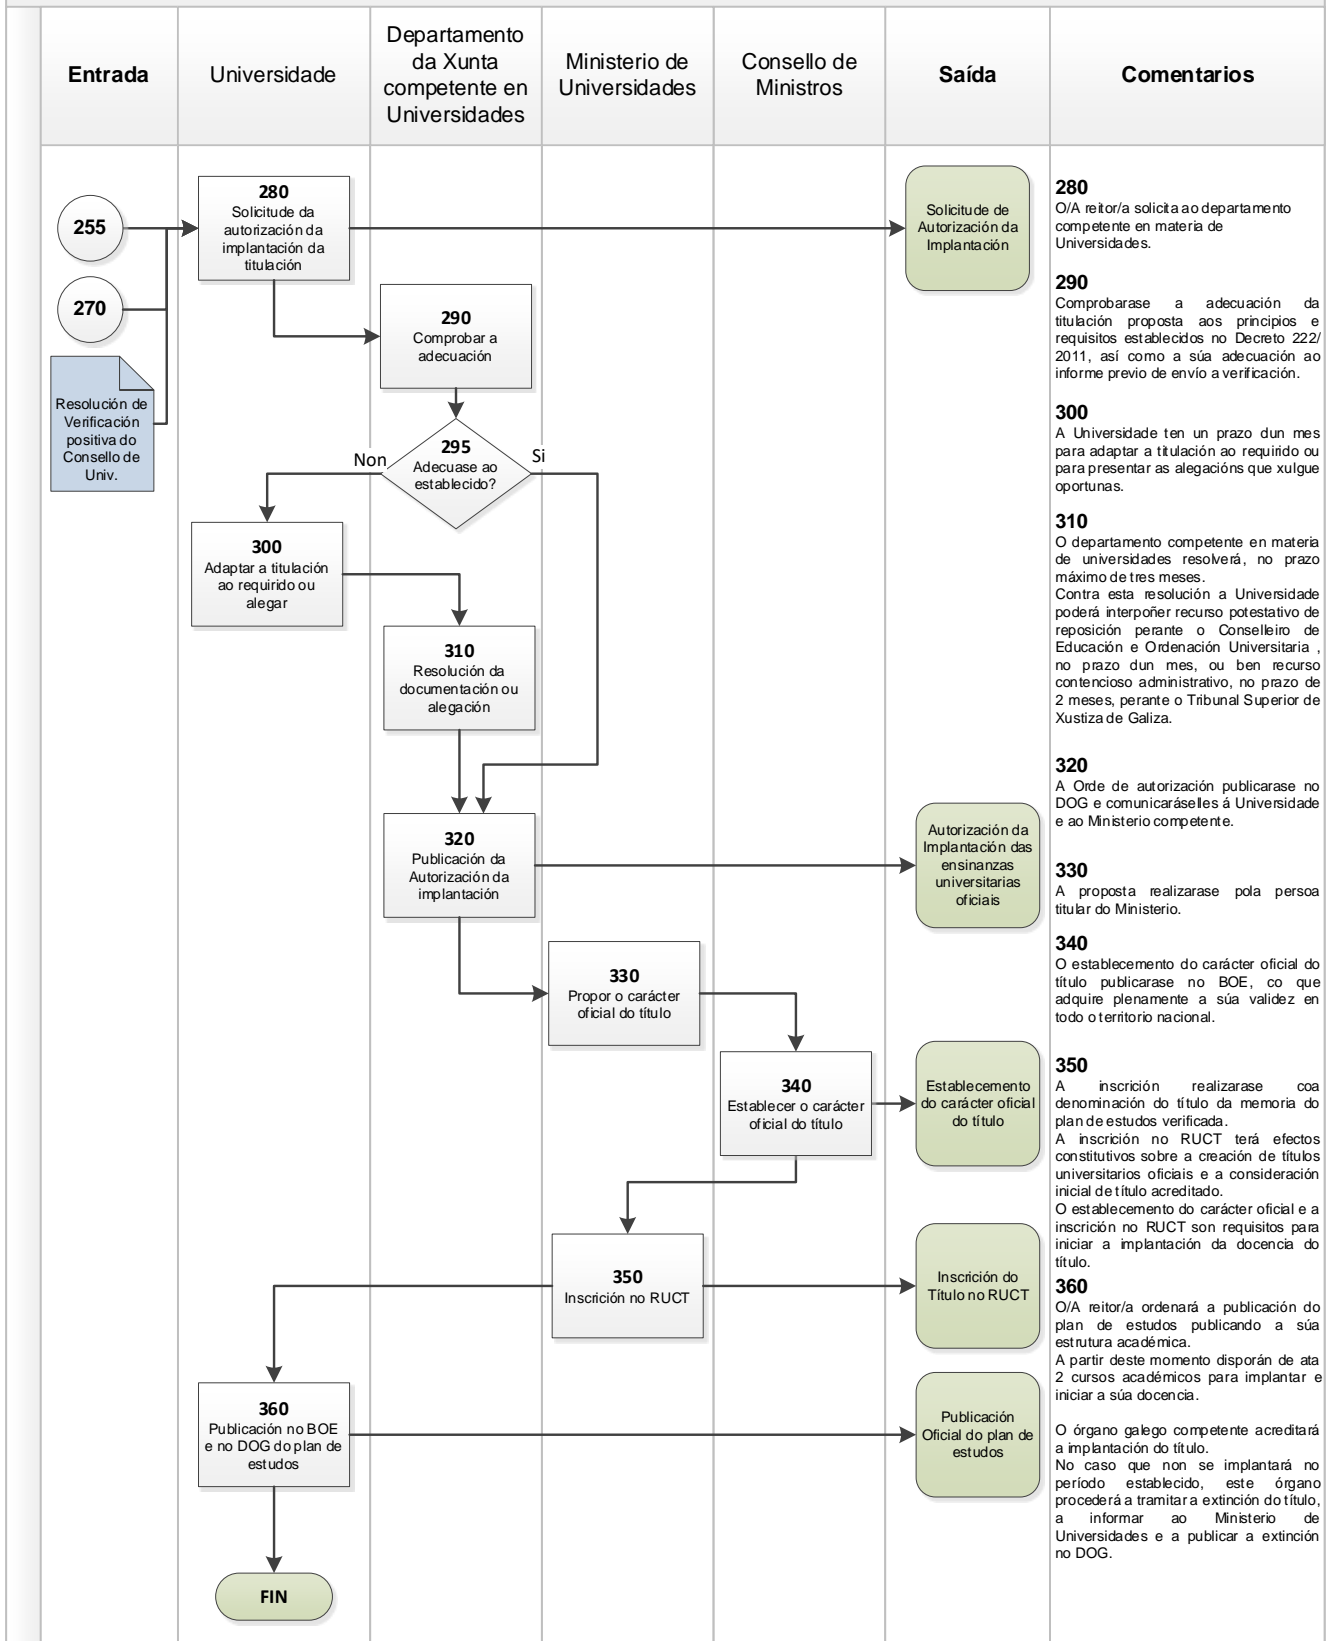 Entrada
Universidade
Departamento
da Xunta
competente en
Universidades
Ministerio de
Universidades
Consello de
Ministros
Saída
Comentarios
255
270
Resolución de
Verificación
positiva do
Consello de
Univ.
280
Solicitude da
autorización da
implantación da
titulación
Solicitude de
Autorización da
Implantación
290
Comprobar a
adecuación
295
Adecuase ao
establecido?
Non
Si
300
Adaptar a titulación
ao requirido ou
alegar
310
Resolución da
documentación ou
alegación
320
Publicación da
Autorización da
implantación
Autorización da
Implantación das
ensinanzas
universitarias
oficiais
330
Propor o carácter
oficial do título
340
Establecer o carácter
oficial do título
Establecemento
do carácter oficial
do título
350
Inscrición no RUCT
Inscrición do
Título no RUCT
360
Publicación no BOE
e no DOG do plan de
estudos
Publicación
Oficial do plan de
estudos
FIN
280
O/A reitor/a solicita ao departamento
competente en materia de
Universidades.
290
Comprobarase a adecuación da
titulación proposta aos principios e
requisitos establecidos no Decreto 222/
2011, así como a súa adecuación ao
informe previo de envío a verificación.
300
A Universidade ten un prazo dun mes
para adaptar a titulación ao requirido ou
para presentar as alegacións que xulgue
oportunas.
310
O departamento competente en materia
de universidades resolverá, no prazo
máximo de tres meses.
Contra esta resolución a Universidade
poderá interpoñer recurso potestativo de
reposición perante o Conselleiro de
Educación e Ordenación Universitaria ,
no prazo dun mes, ou ben recurso
contencioso administrativo, no prazo de
2 meses, perante o Tribunal Superior de
Xustiza de Galiza.
320
A Orde de autorización publicarase no
DOG e comunicaráselles á Universidade
e ao Ministerio competente.
330
A proposta realizarase pola persoa
titular do Ministerio.
340
O establecemento do carácter oficial do
título publicarase no BOE, co que
adquire plenamente a súa validez en
todo o territorio nacional.
350
A inscrición realizarase coa
denominación do título da memoria do
plan de estudos verificada.
A inscrición no RUCT terá efectos
constitutivos sobre a creación de títulos
universitarios oficiais e a consideración
inicial de título acreditado.
O establecemento do carácter oficial e a
inscrición no RUCT son requisitos para
iniciar a implantación da docencia do
título.
360
O/A reitor/a ordenará a publicación do
plan de estudos publicando a súa
estrutura académica.
A partir deste momento disporán de ata
2 cursos académicos para implantar e
iniciar a súa docencia.
O órgano galego competente acreditará
a implantación do título.
No caso que non se implantará no
período establecido, este órgano
procederá a tramitar a extinción do título,
a informar ao Ministerio de
Universidades e a publicar a extinción
no DOG.